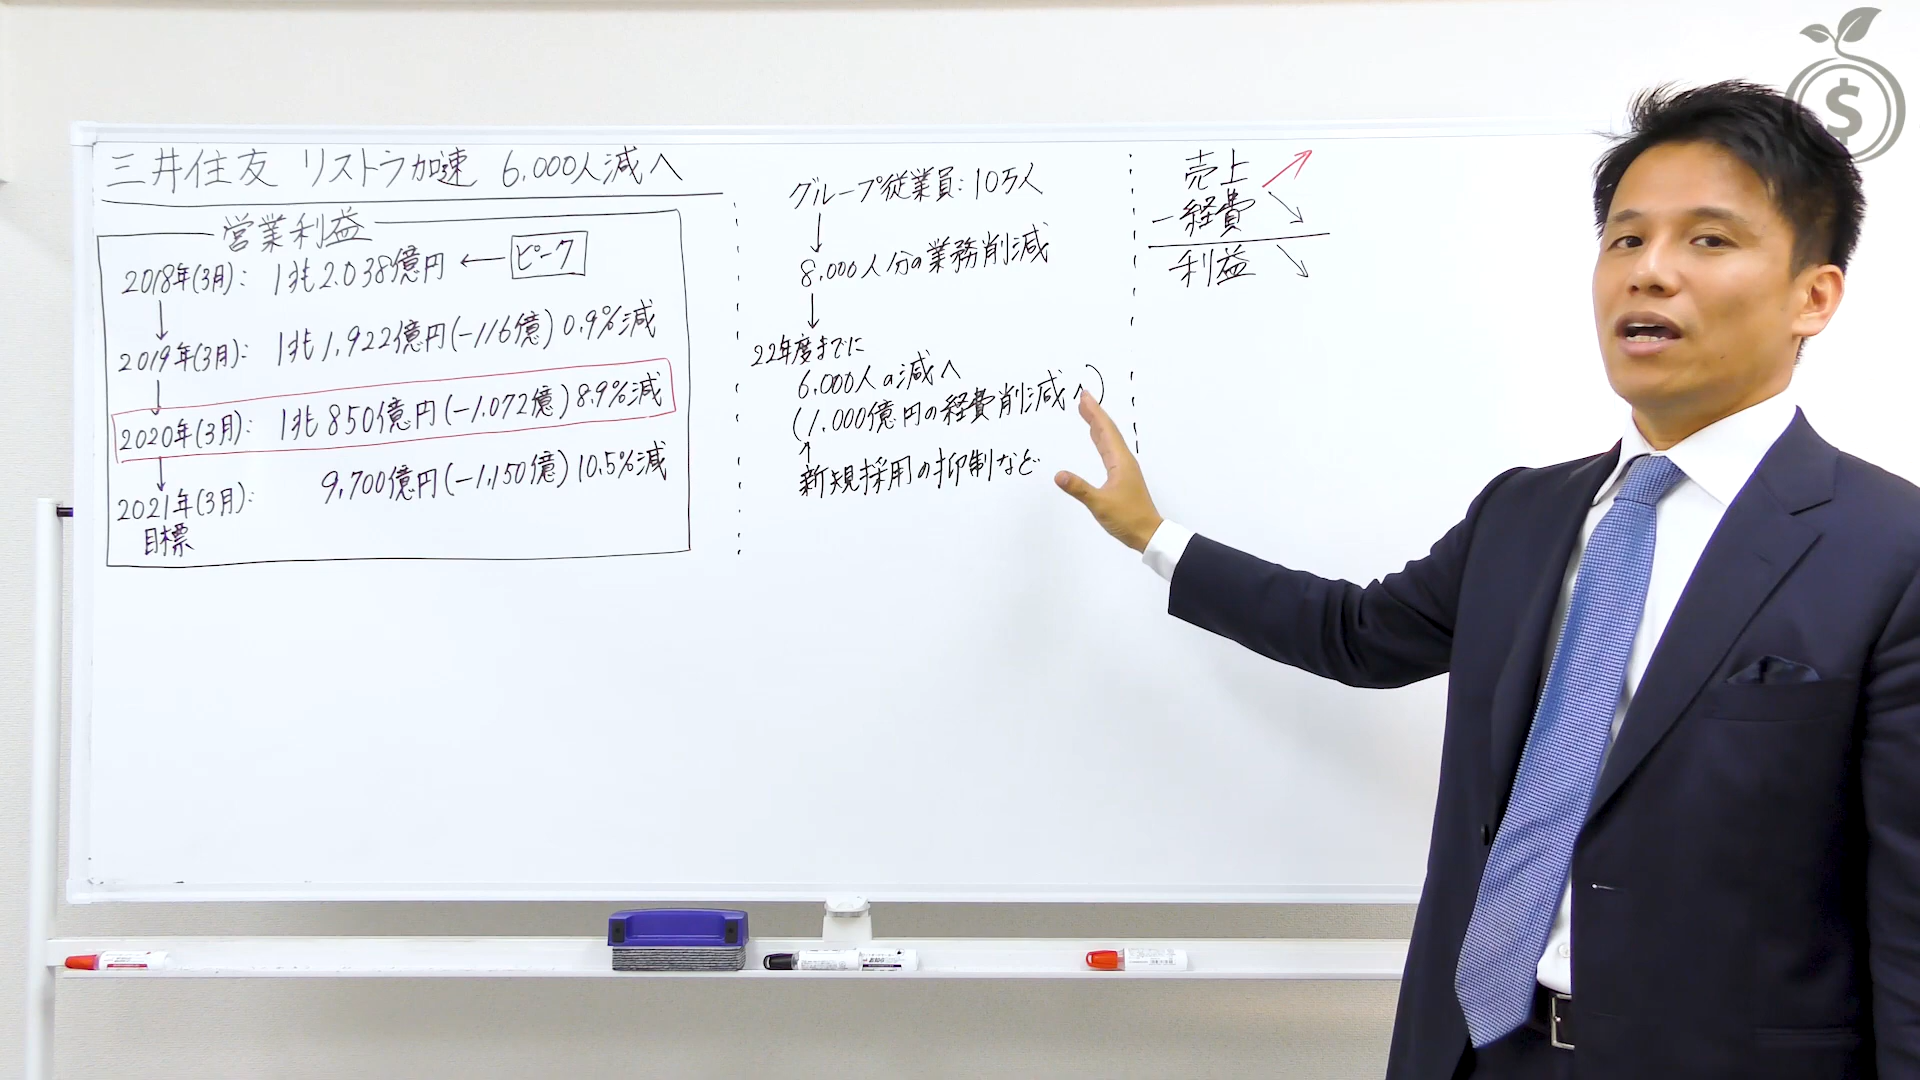 三井住友 リストラ加速 6,000人減へ
営業利益
2018年(3月): 1兆2,038億円 ← ピーク
↓
2019年(3月): 1兆1,922億円(-116億)0.9%減
↓
2020年(3月): 1兆850億円(-1,072億)8.9%減
↓
2021年(3月): 9,700億円(-1,150億)10.5%減
目標
グループ従業員:10万人
↓
8,000人分の業務削減
↓
22年度までに
6,000人の減へ
(1,000億円の経費削減へ)
↑
新規採用の抑制など
売上
-経費
利益
$